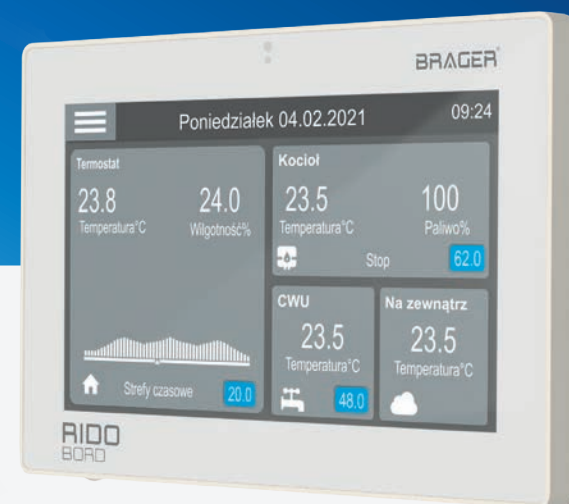 BRAGER
Poniedziałek 04.02.2021
09:24
Termostat
23.8
24.0
Temperatura°C
Wilgotność%
Strefy czasowe
20.0
Kocioł
23.5
100
Temperatura°C
Paliwo%
Stop
62.0
CWU
23.5
Temperatura°C
48.0
Na zewnątrz
23.5
Temperatura°C
RIDO
BORD